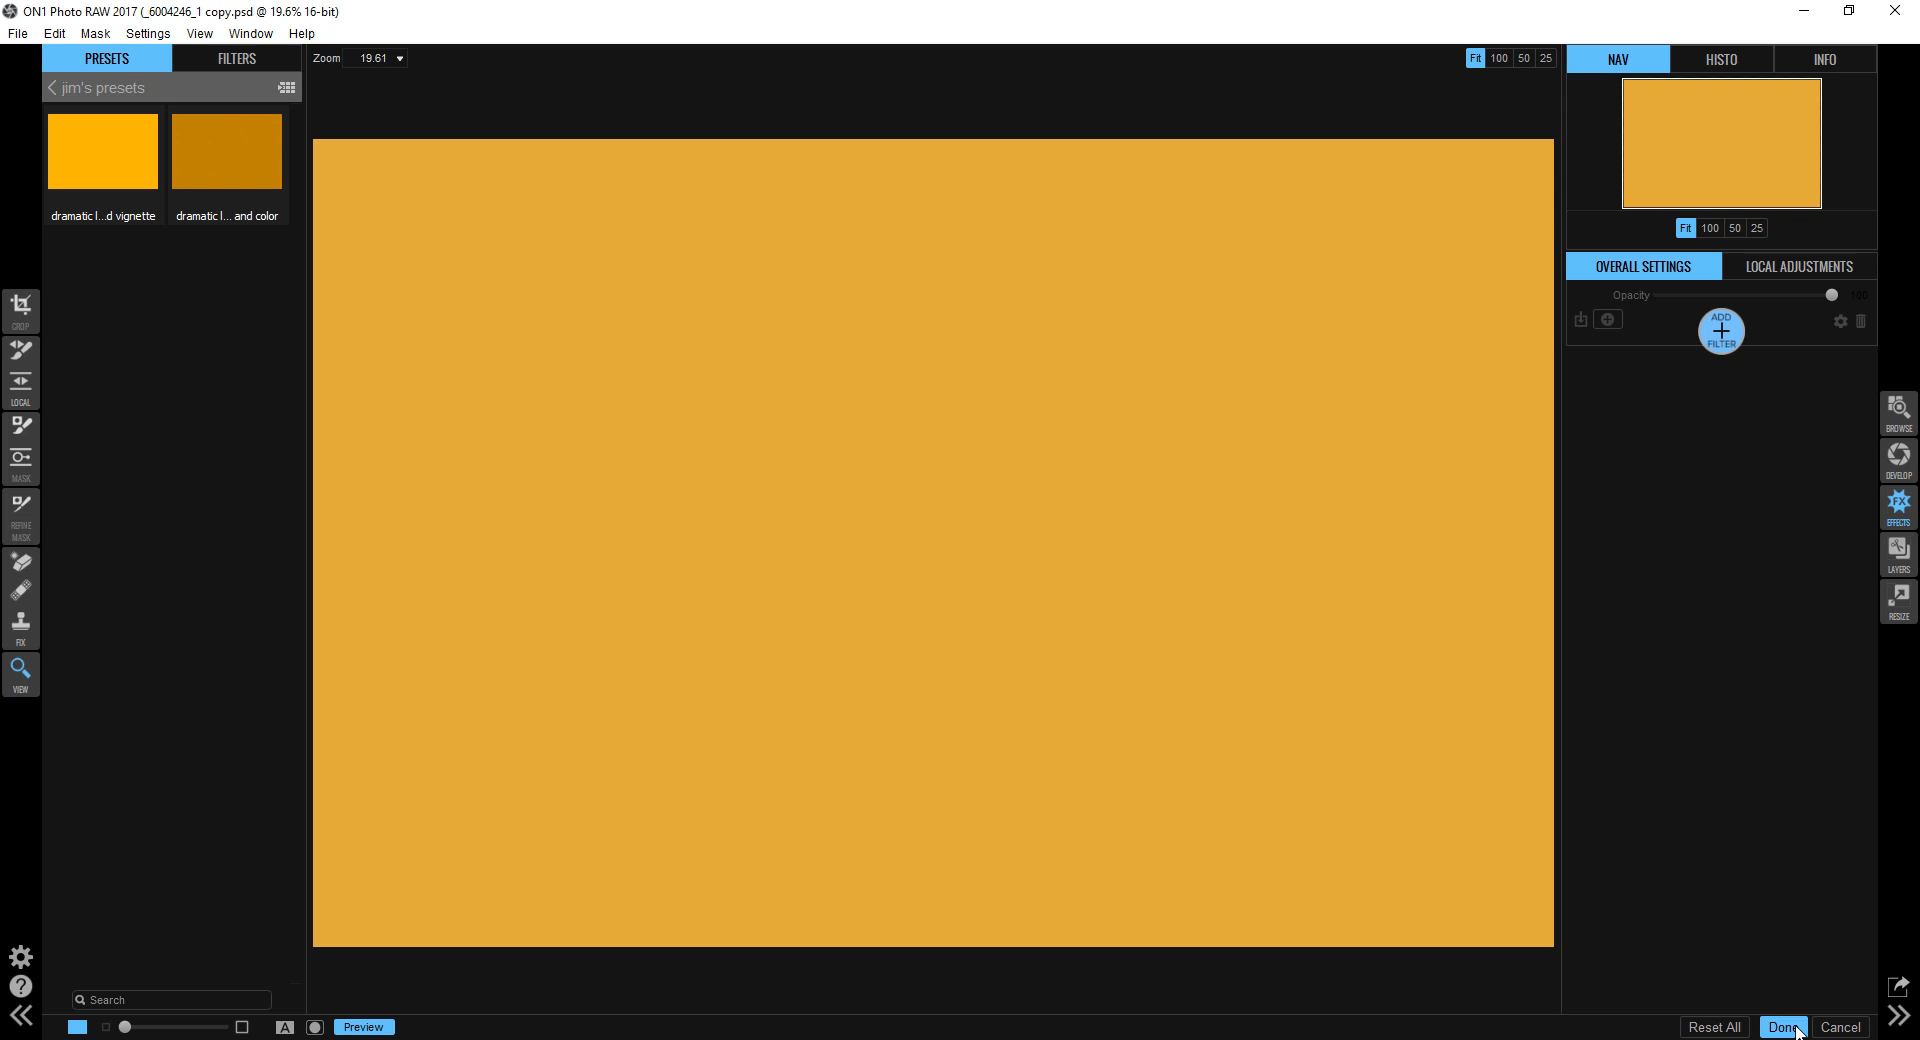 ON1 Photo RAW 2017 (_6004246_1 copy.psd @ 19.6% 16-bit)
File Edit Mask Settings View Window Help
PRESETS FILTERS
jim's presets
dramatic l...d vignette dramatic l... and color
Zoom 19.61
Fit 100 50 25
NAV HISTO INFO
Fit 100 50 25
OVERALL SETTINGS LOCAL ADJUSTMENTS
Opacity 100
ADD
FILTER
CROP
LOCAL
MASK
REFINE
MASK
FIX
VIEW
BROWSE
DEVELOP
FX
EFFECTS
LAYERS
RESIZE
Search
A
Preview
Reset All Done Cancel